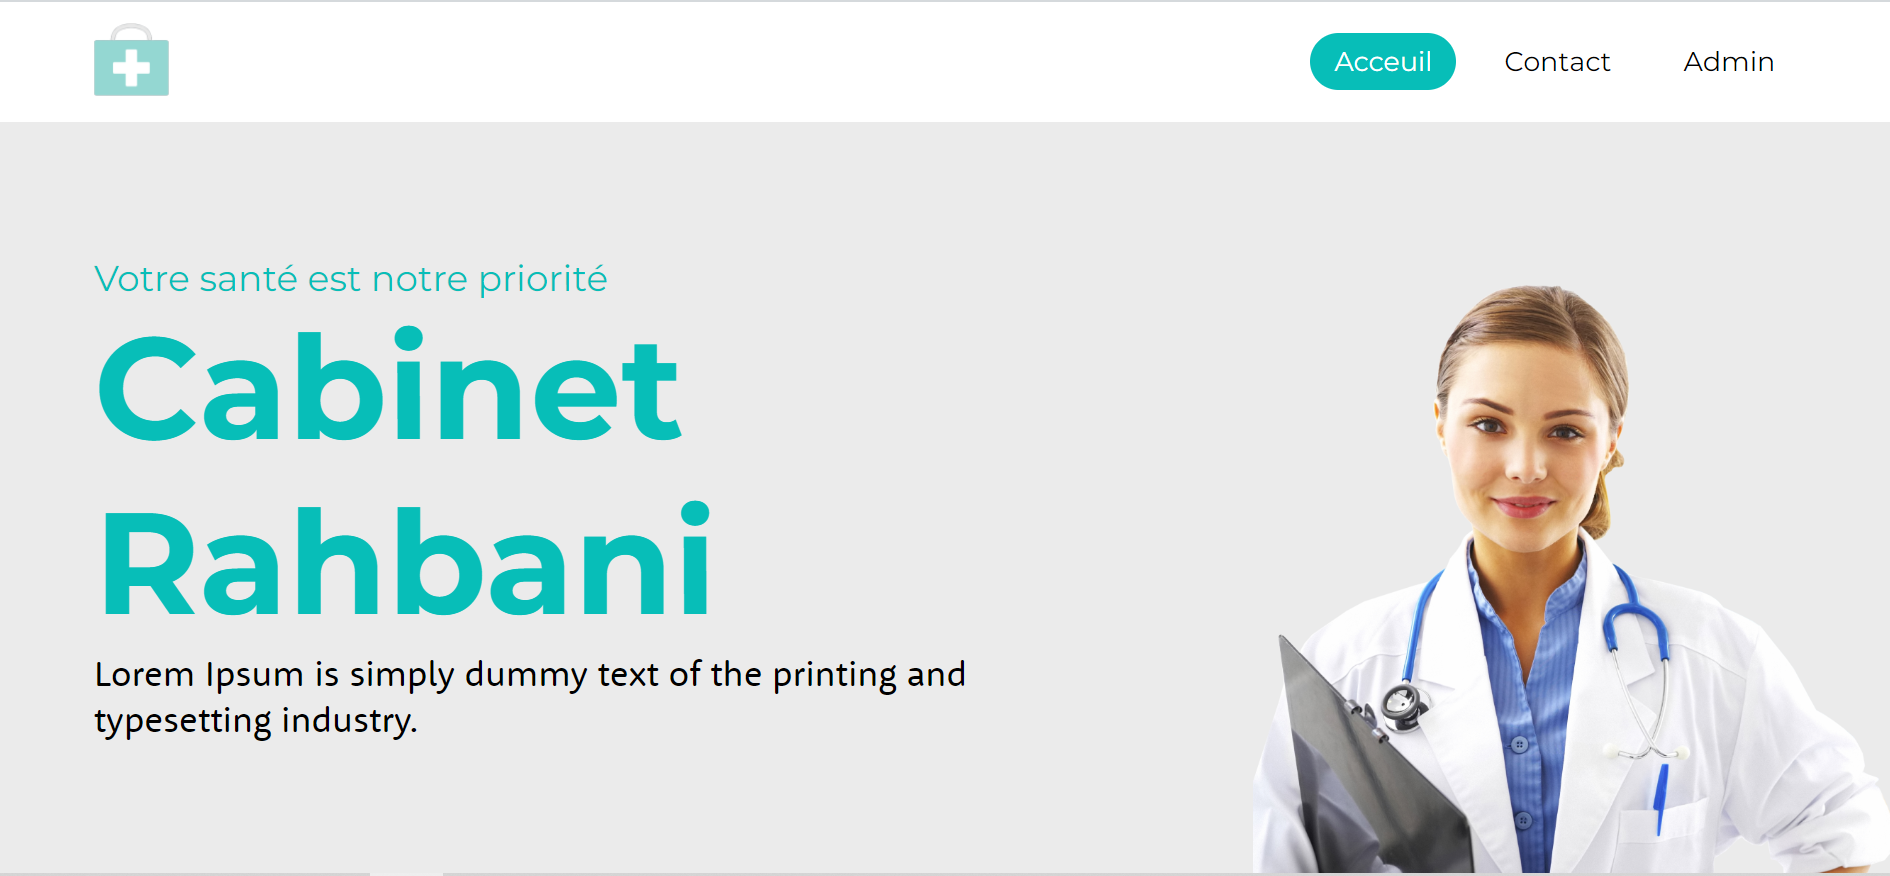 Acceuil
Contact
Admin
Votre santé est notre priorité
Cabinet
Rahbani
Lorem Ipsum is simply dummy text of the printing and
typesetting industry.